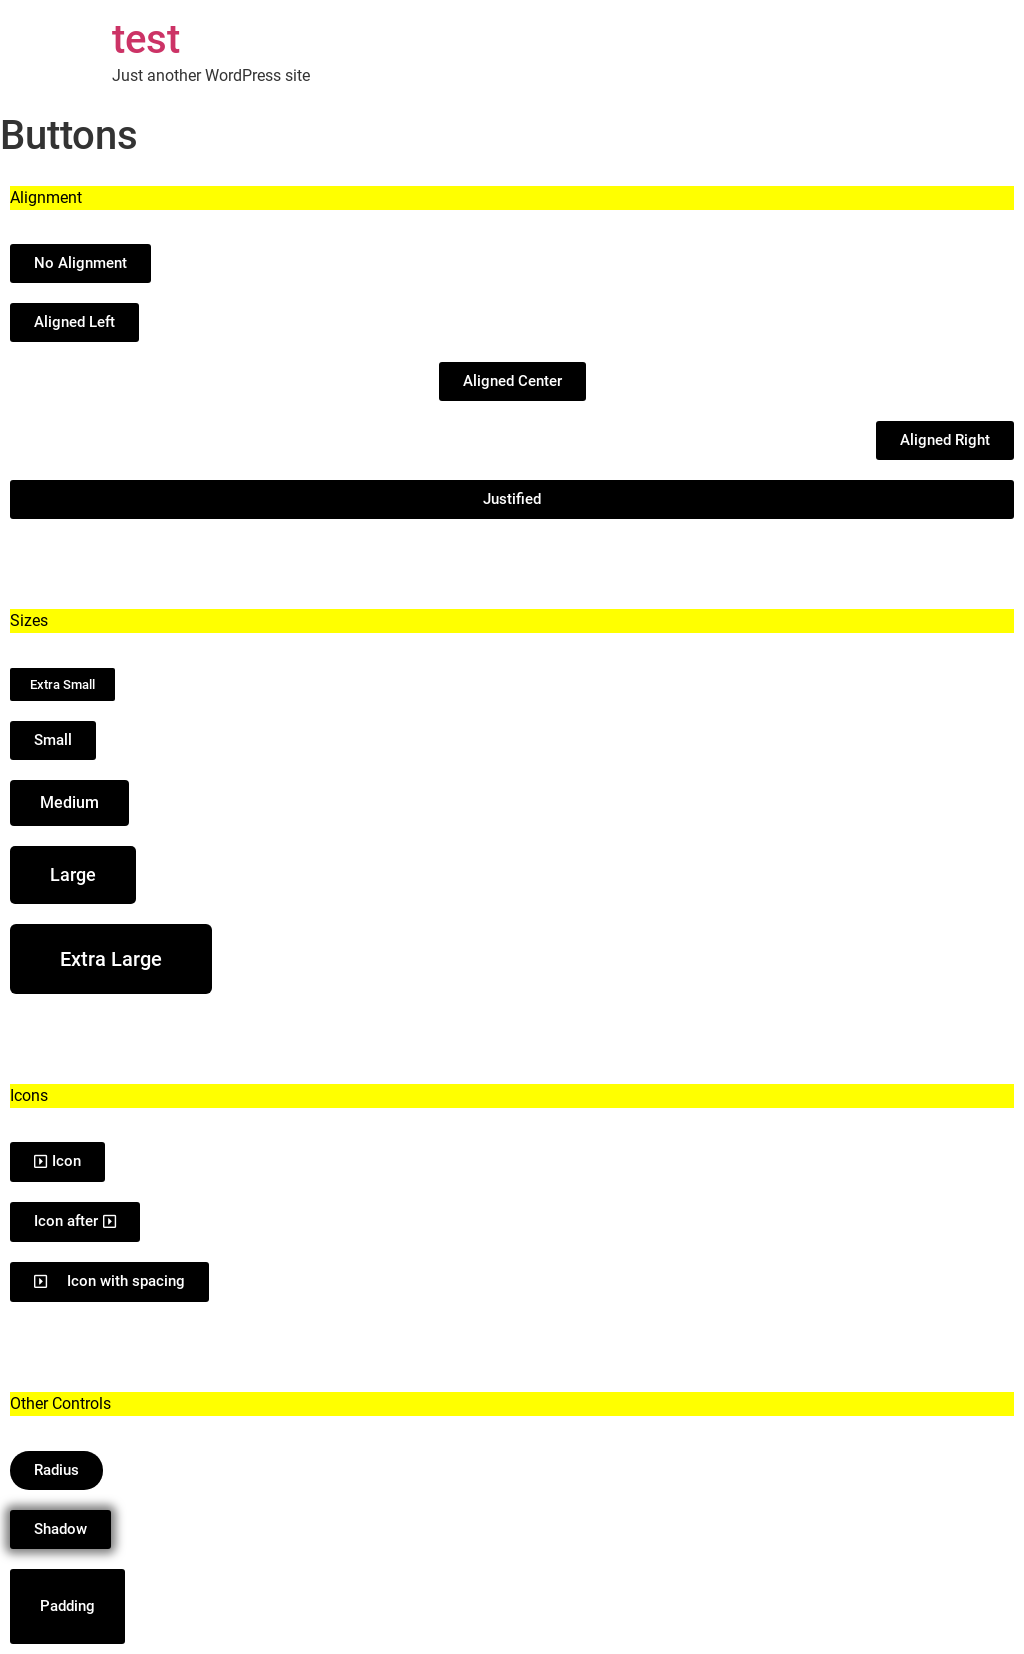 test
Just another WordPress site
Buttons
Alignment
No Alignment
Aligned Left
Aligned Center
Aligned Right
Justified
Sizes
Extra Small
Small
Medium
Large
Extra Large
Icons
Icon
Icon after
Icon with spacing
Other Controls
Radius
Shadow
Padding